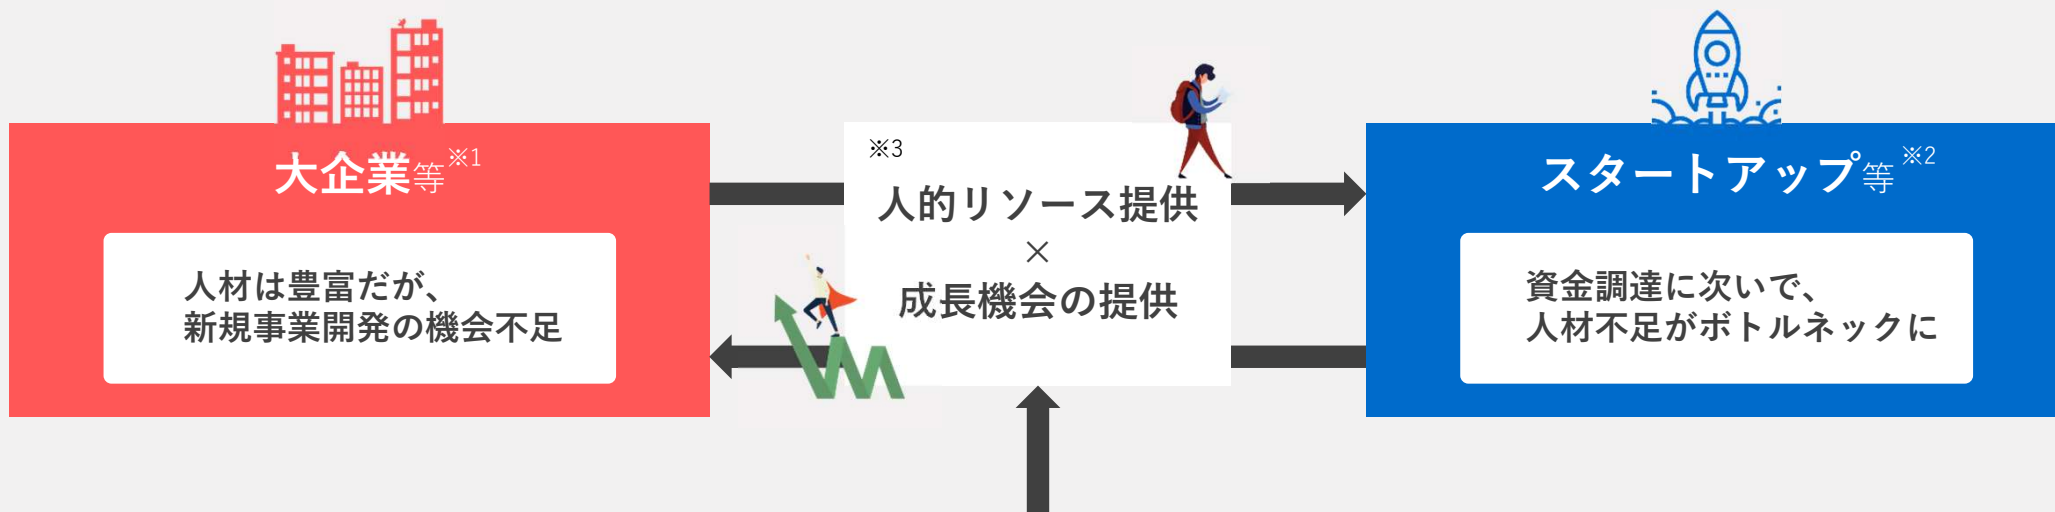 大企業等※1
人材は豊富だが、
新規事業開発の機会不足
※3
人的リソース提供
×
成長機会の提供
スタートアップ等※2
資金調達に次いで、
人材不足がボトルネックに